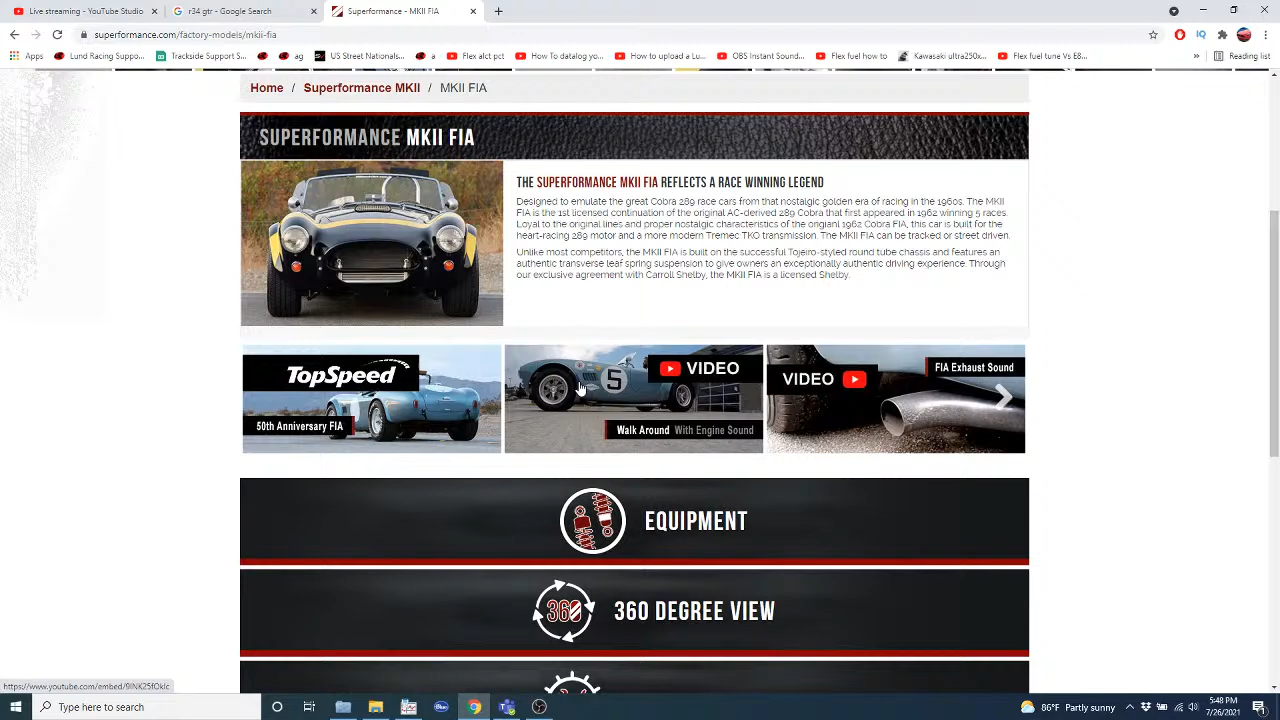 Live streaming - YouTube Studio
r34 gtr - Google Search
Superformance - MKII FIA
superformance.com/factory-models/mkii-fia
Apps
Lund Racing Suppo...
Trackside Support S...
ag
US Street Nationals...
a
Flex alct pct
How To datalog yo...
How to upload a Lu...
OBS Instant Sound...
Flex fuel how to
Kawasaki ultra250x...
Flex fuel tune Vs E8...
»
Reading list
Home / Superformance MKII / MKII FIA
SUPERFORMANCE MKII FIA
THE SUPERFORMANCE MKII FIA REFLECTS A RACE WINNING LEGEND
Designed to emulate the great Cobra 289 race cars from that nostalgic golden era of racing in the 1960s. The MKII
FIA is the 1st licensed continuation of the original AC-derived 289 Cobras that first appeared in 1962 winning 5 races.
Loyal to the original lines and proper nostalgic characteristics of the origianl 1962 Cobra FIA, this car is built for the
heart-racing 289 motor and a more modern Tremec TKO transmission. The MKII FIA can be tracked or street driven.
Unlike most competitors, the MKII FIA is built on the successful Tojeiro-styled round tube chassis and features an
authentic transverse leaf spring suspension to give owners an exceptionally authentic driving experience. Through
our exclusive agreement with Carroll Shelby, the MKII FIA is a licensed Shelby.
TopSpeed
50th Anniversary FIA
5
VIDEO
Walk Around With Engine Sound
VIDEO
FIA Exhaust Sound
EQUIPMENT
360
360 DEGREE VIEW
Type here to search
86°F Partly sunny
5:48 PM
7/26/2021